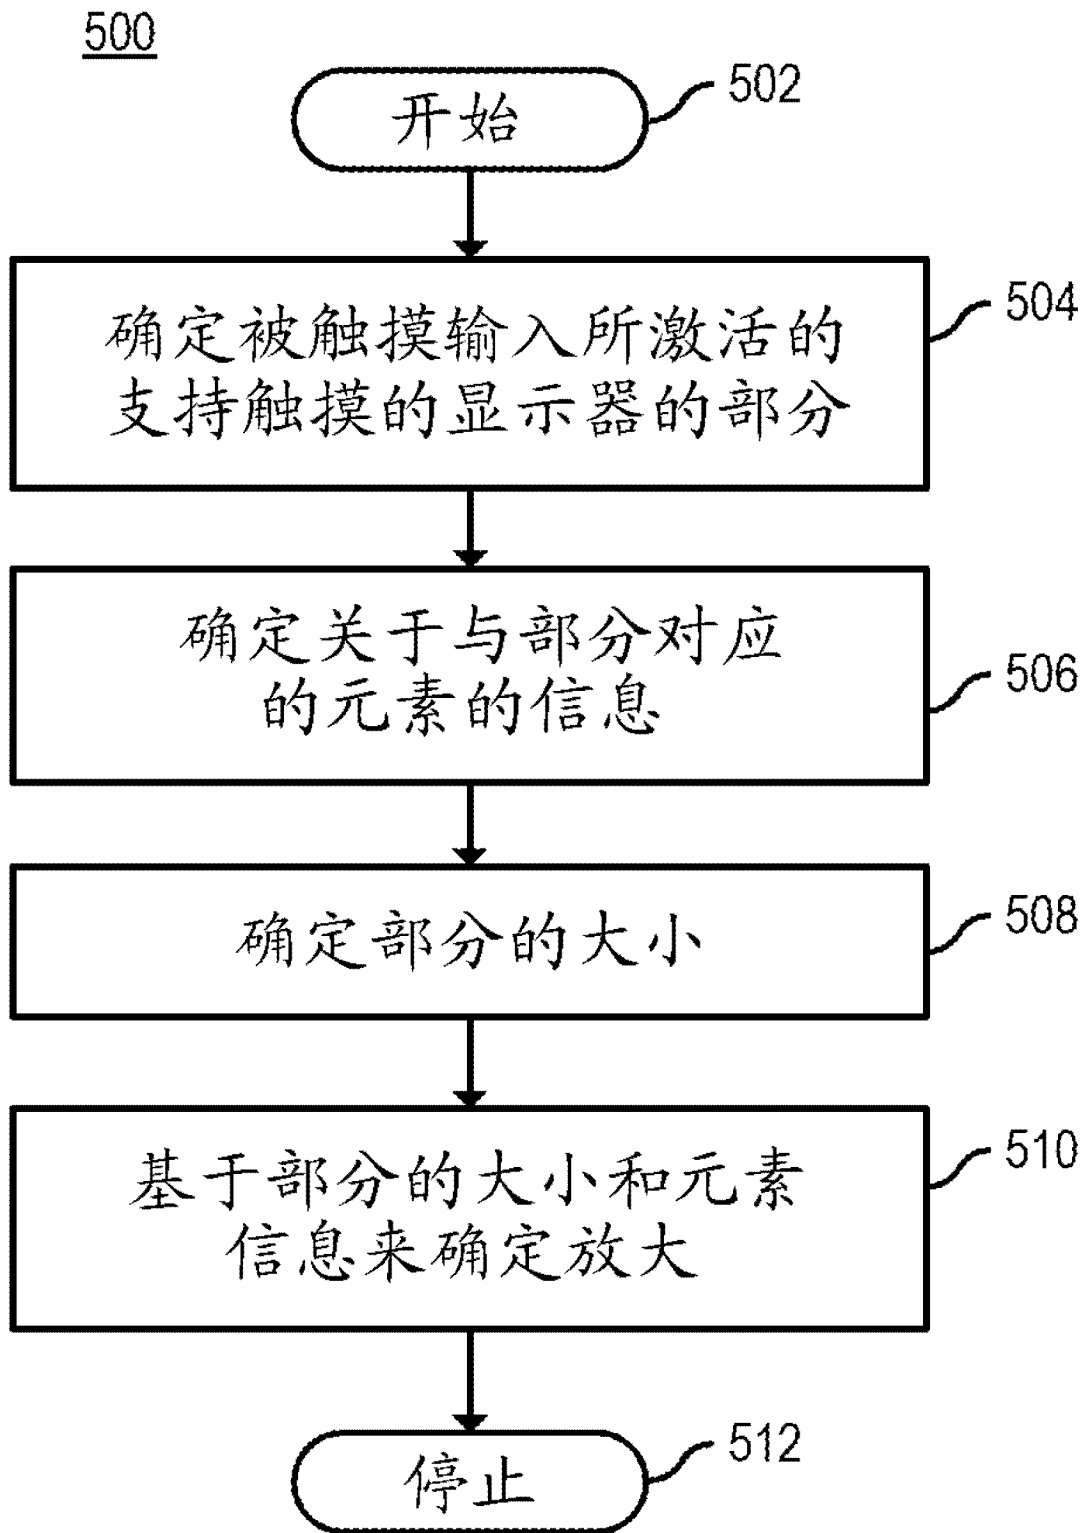 500
开始
502
确定被触摸输入所激活的
支持触摸的显示器的部分
504
确定关于与部分对应
的元素的信息
506
确定部分的大小
508
基于部分的大小和元素
信息来确定放大
510
停止
512